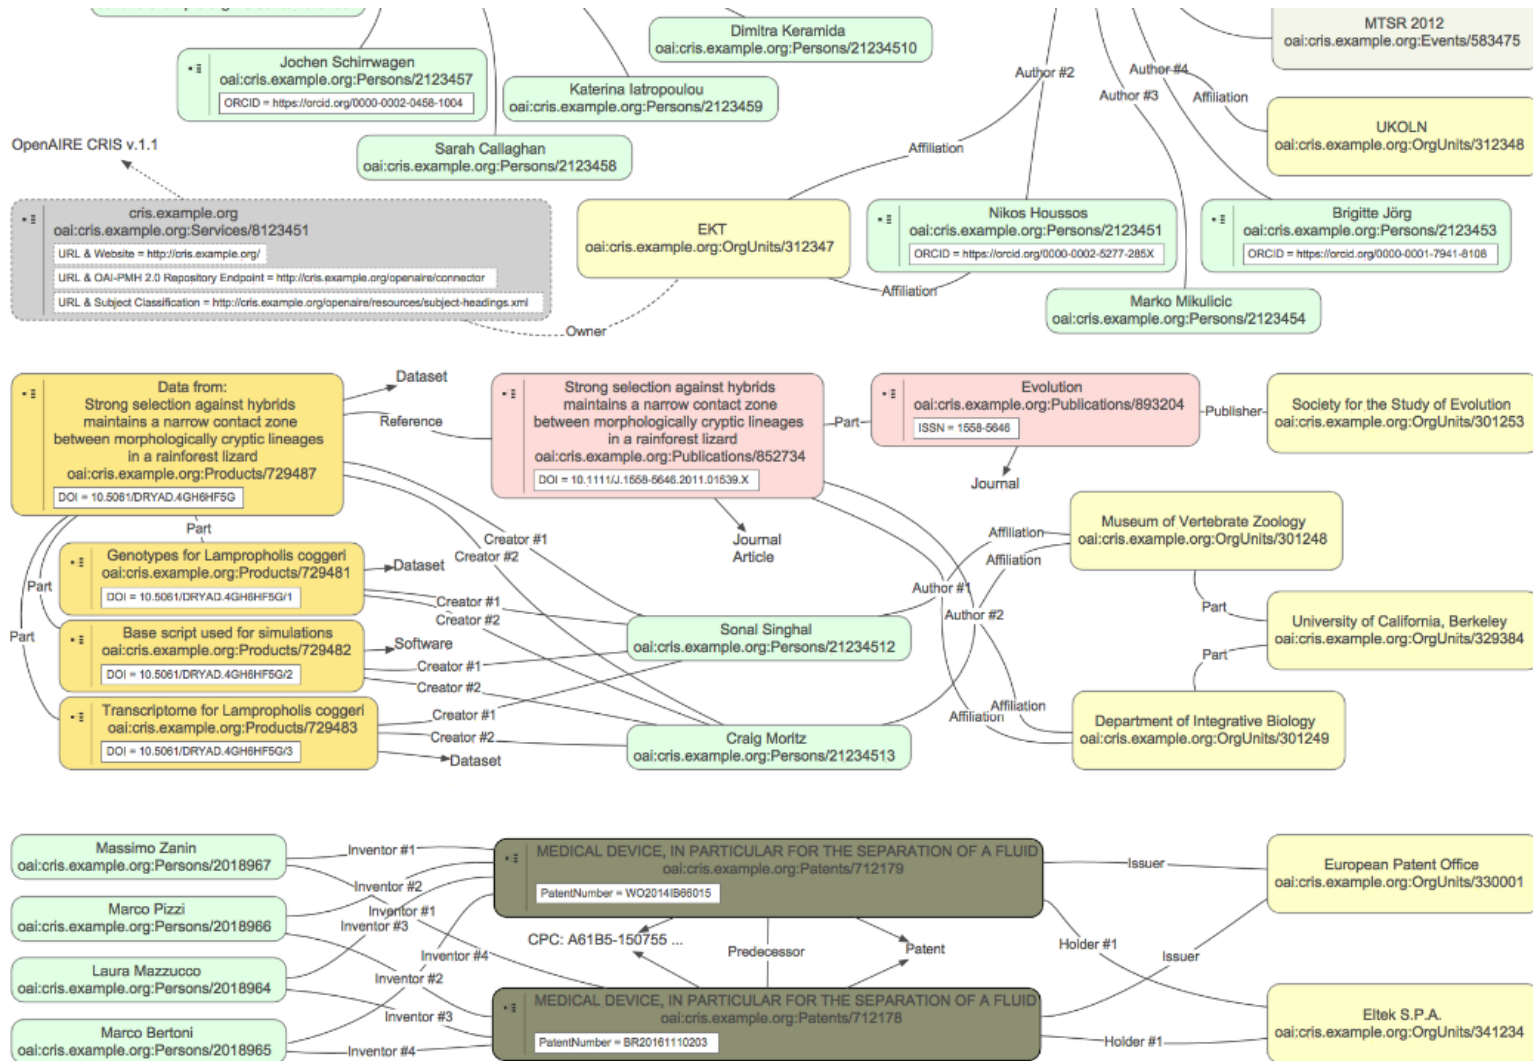 MTSR 2012
oai:cris.example.org:Events/583475
Dimitra Keramida
oai:cris.example.org:Persons/21234510
Jochen Schirrwagen
oai:cris.example.org:Persons/2123457
ORCID = https://orcid.org/0000-0002-0458-1004
Katerina Iatropoulou
oai:cris.example.org:Persons/2123459
Author #2
Author #4
Author #3
Affiliation
UKOLN
oai:cris.example.org:OrgUnits/312348
OpenAIRE CRIS v.1.1
Sarah Callaghan
oai:cris.example.org:Persons/2123458
Affiliation
cris.example.org
oai:cris.example.org:Services/8123451
URL & Website = http://cris.example.org/
URL & OAI-PMH 2.0 Repository Endpoint = http://cris.example.org/openaire/connector
URL & Subject Classification = http://cris.example.org/openaire/resources/subject-headings.xml
EKT
oai:cris.example.org:OrgUnits/312347
Nikos Houssos
oai:cris.example.org:Persons/2123451
ORCID = https://orcid.org/0000-0002-5277-285X
Brigitte Jörg
oai:cris.example.org:Persons/2123453
ORCID = https://orcid.org/0000-0001-7941-8108
Affiliation
Marko Mikulicic
oai:cris.example.org:Persons/2123454
Owner
Data from:
Strong selection against hybrids
maintains a narrow contact zone
between morphologically cryptic lineages
in a rainforest lizard
oai:cris.example.org:Products/729487
DOI = 10.5061/DRYAD.4GH6HF5G
Dataset
Reference
Strong selection against hybrids
maintains a narrow contact zone
between morphologically cryptic lineages
in a rainforest lizard
oai:cris.example.org:Publications/852734
DOI = 10.1111/J.1558-5646.2011.01539.X
Part
Evolution
oai:cris.example.org:Publications/893204
ISSN = 1558-5646
Publisher
Society for the Study of Evolution
oai:cris.example.org:OrgUnits/301253
Journal
Journal
Article
Part
Creator #1
Creator #2
Affiliation
Affiliation
Museum of Vertebrate Zoology
oai:cris.example.org:OrgUnits/301248
Genotypes for Lampropholis coggeri
oai:cris.example.org:Products/729481
DOI = 10.5061/DRYAD.4GH6HF5G/1
Dataset
Part
Creator #1
Creator #2
Author #1
Author #2
Part
University of California, Berkeley
oai:cris.example.org:OrgUnits/329384
Part
Part
Base script used for simulations
oai:cris.example.org:Products/729482
DOI = 10.5061/DRYAD.4GH6HF5G/2
Software
Creator #1
Creator #2
Sonal Singhal
oai:cris.example.org:Persons/21234512
Transcriptome for Lampropholis coggeri
oai:cris.example.org:Products/729483
DOI = 10.5061/DRYAD.4GH6HF5G/3
Creator #1
Creator #2
Dataset
Craig Moritz
oai:cris.example.org:Persons/21234513
Affiliation
Affiliation
Department of Integrative Biology
oai:cris.example.org:OrgUnits/301249
Massimo Zanin
oai:cris.example.org:Persons/2018967
Inventor #1
MEDICAL DEVICE, IN PARTICULAR FOR THE SEPARATION OF A FLUID
oai:cris.example.org:Patents/712179
PatentNumber = WO2014IB66015
Issuer
European Patent Office
oai:cris.example.org:OrgUnits/330001
Marco Pizzi
oai:cris.example.org:Persons/2018966
Inventor #2
Inventor #1
Inventor #3
Inventor #4
CPC: A61B5-150755 ...
Predecessor
Patent
Holder #1
Issuer
Laura Mazzucco
oai:cris.example.org:Persons/2018964
Inventor #2
Inventor #3
MEDICAL DEVICE, IN PARTICULAR FOR THE SEPARATION OF A FLUID
oai:cris.example.org:Patents/712178
PatentNumber = BR20161110203
Marco Bertoni
oai:cris.example.org:Persons/2018965
Inventor #4
Holder #1
Eltek S.P.A.
oai:cris.example.org:OrgUnits/341234